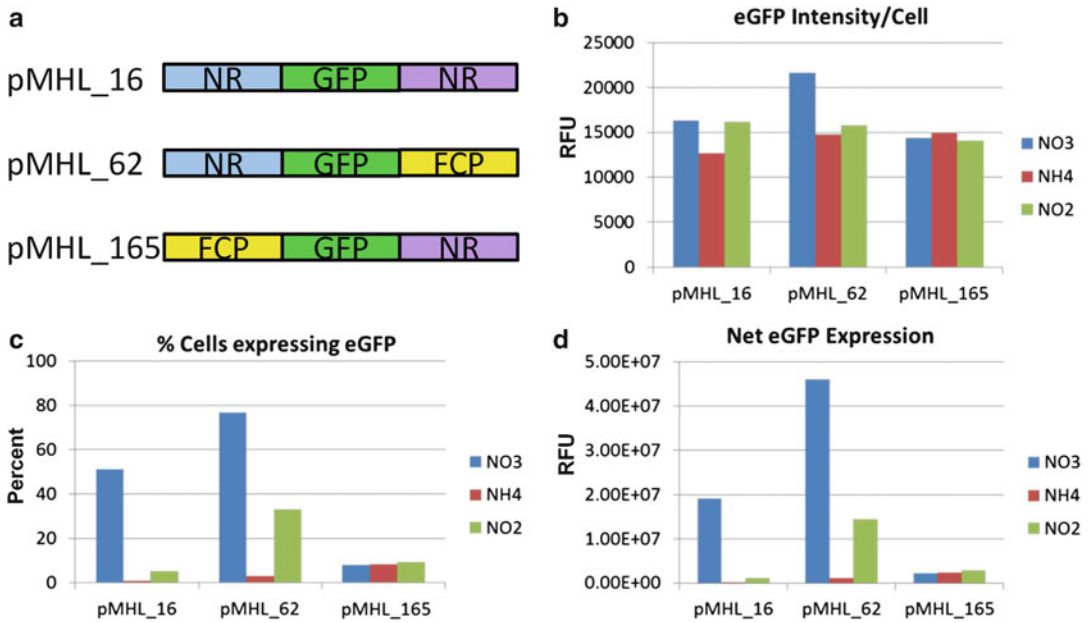 a
pMHL_16 NR GFP NR
pMHL_62 NR GFP FCP
pMHL_165 FCP GFP NR
b
eGFP Intensity/Cell
RFU
25000
20000
15000
10000
5000
0
pMHL_16 pMHL_62 pMHL_165
NO3
NH4
NO2
c
% Cells expressing eGFP
Percent
100
80
60
40
20
0
pMHL_16 pMHL_62 pMHL_165
NO3
NH4
NO2
d
Net eGFP Expression
RFU
5.00E+07
4.00E+07
3.00E+07
2.00E+07
1.00E+07
0.00E+00
pMHL_16 pMHL_62 pMHL_165
NO3
NH4
NO2